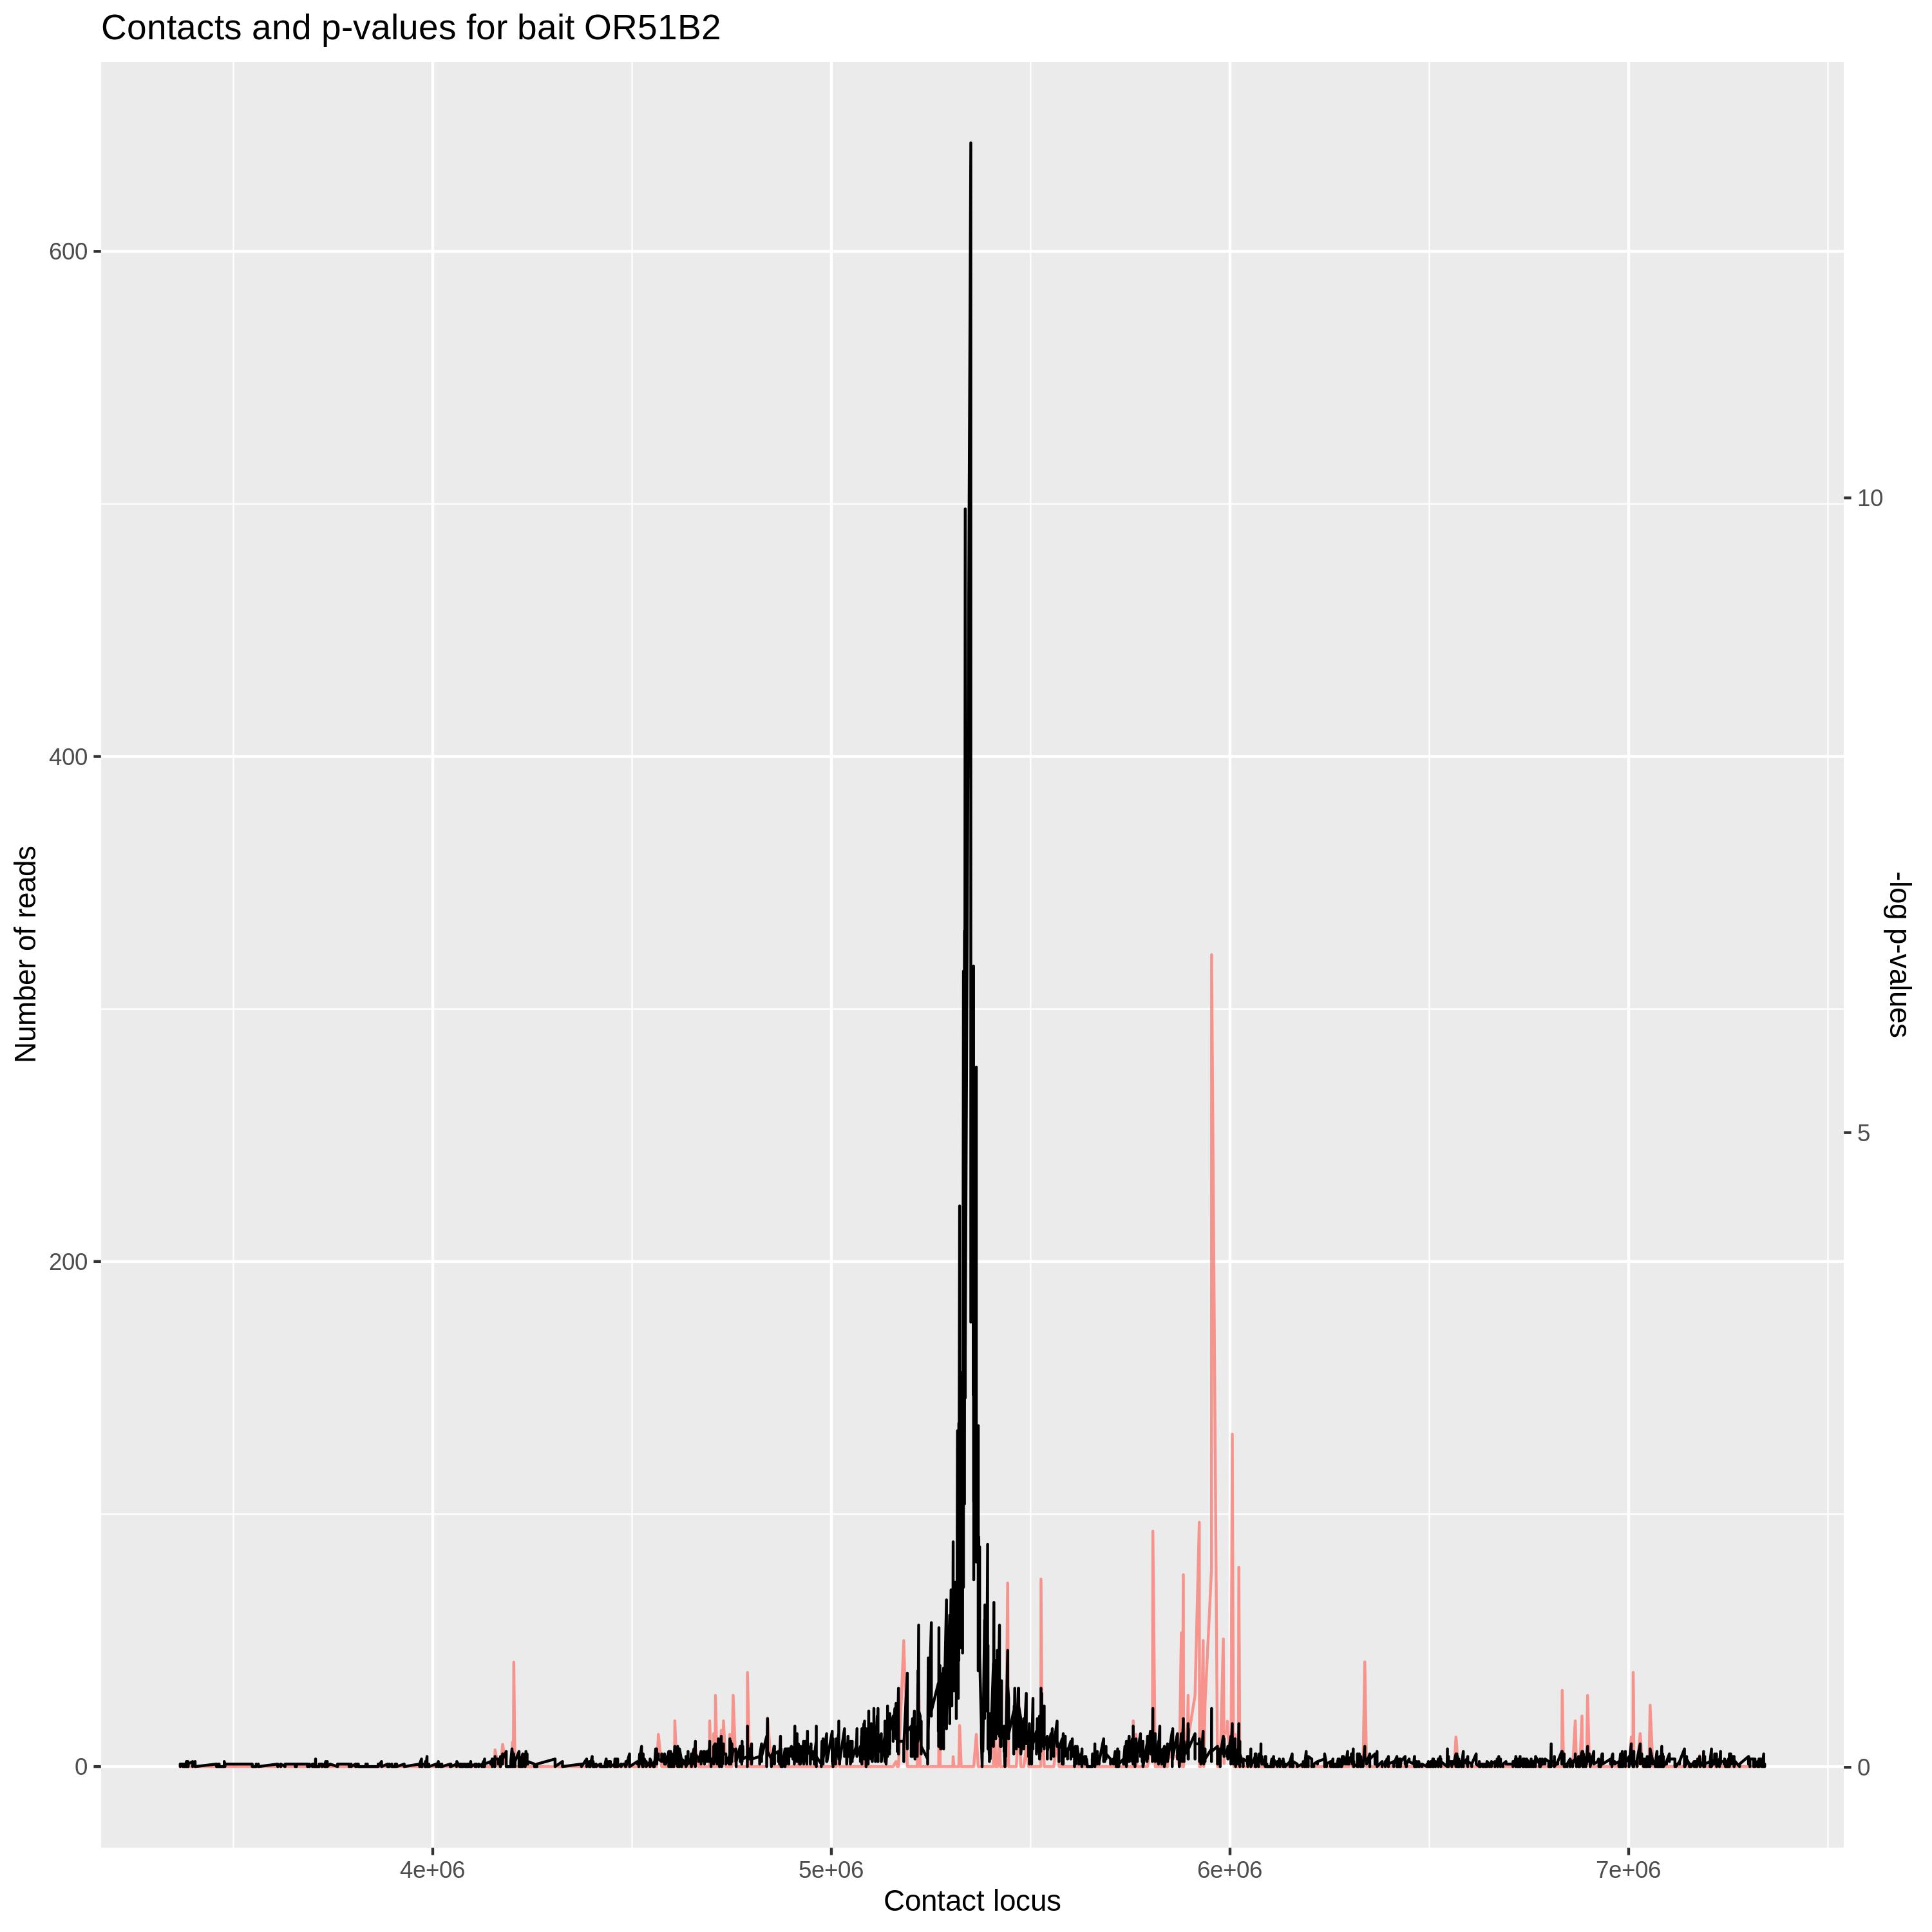 Contacts and p-values for bait OR51B2
600
400
200
0
10
5
0
Number of reads
-log p-values
4e+06
5e+06
6e+06
7e+06
Contact locus